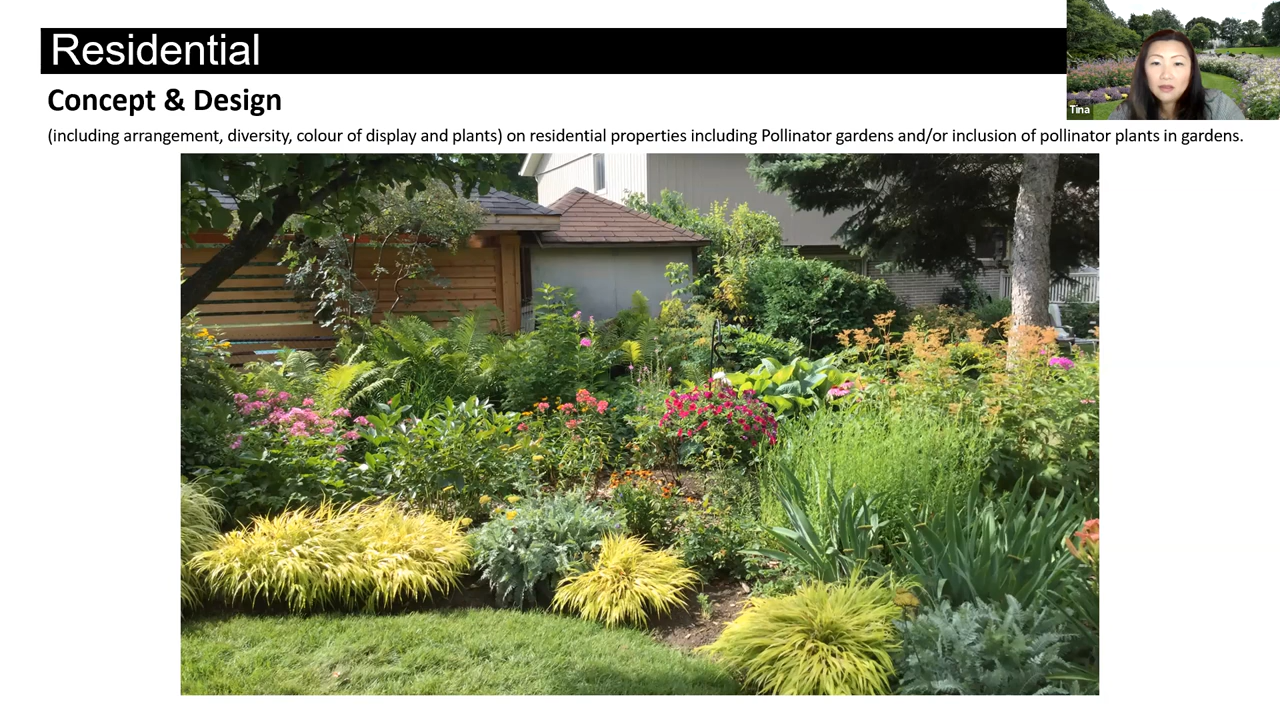 Residential
Tina
Concept & Design
(including arrangement, diversity, colour of display and plants) on residential properties including Pollinator gardens and/or inclusion of pollinator plants in gardens.